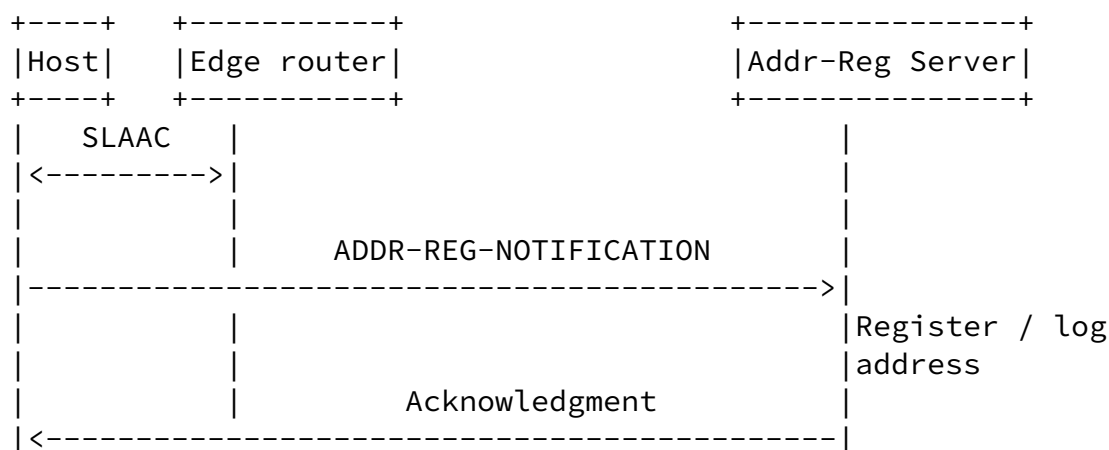 Host Edge router Addr-Reg Server
SLAAC
ADDR-REG-NOTIFICATION
Register / log
address
Acknowledgment